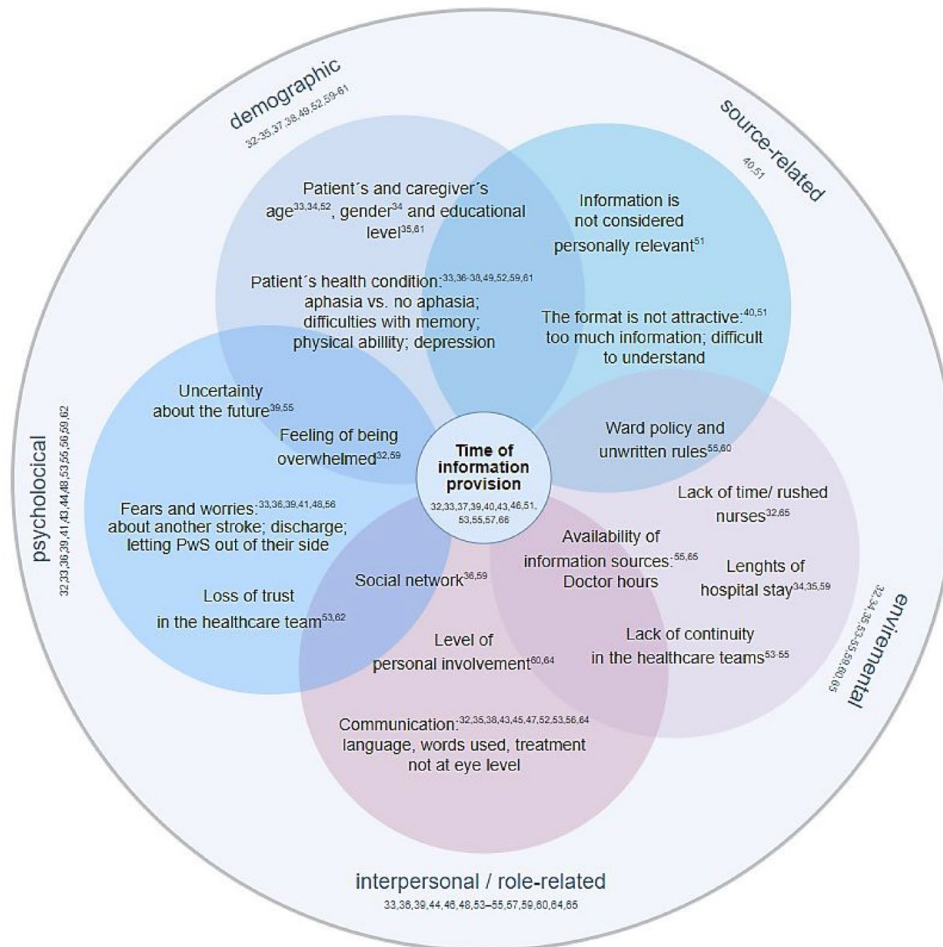 demographic
32-35,37,38,49,52,59-61
source-related
40,51
Patient´s and caregiver´s
age33,34,52, gender34 and educational
level35,61
Information is
not considered
personally relevant51
Patient´s health condition:33,36-38,49,52,59,61
aphasia vs. no aphasia;
difficulties with memory;
physical abillity; depression
The format is not attractive:40,51
too much information; difficult
to understand
Uncertainty
about the future39,55
Feeling of being
overwhelmed32,59
Time of
information
provision
32,33,37,39,40,43,46,51,
53,55,57,66
Ward policy and
unwritten rules55,60
Lack of time/ rushed
nurses32,65
psycholocical
32,33,36,39,41,43,44,48,53,55,56,59,62
Fears and worries:33,36,39,41,48,56
about another stroke; discharge;
letting PwS out of their side
Availability of
information sources:55,65
Doctor hours
Lenghts of
hospital stay34,35,59
Social network36,59
Loss of trust
in the healthcare team53,62
Level of
personal involvement60,64
Lack of continuity
in the healthcare teams53-55
enviremental
32,34,35,53-55,59,60,65
Communication:32,35,38,43,45,47,52,53,56,64
language, words used, treatment
not at eye level
interpersonal / role-related
33,36,39,44,46,48,53–55,57,59,60,64,65